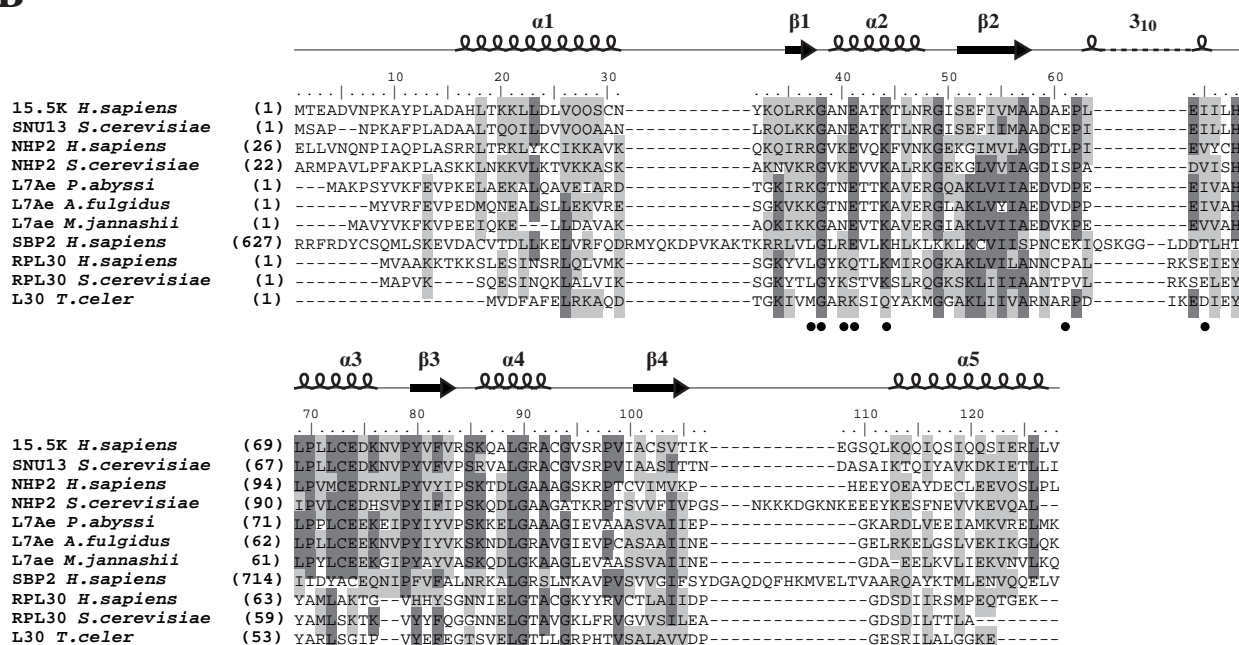 B
α1 β1 α2 β2 3₁₀
10 20 30 40 50 60
15.5K H.sapiens (1) MTEADVNPKAYPLADAHLTKKLLDLVQQSCN------------YKQLRKGANEATKTLNRGISEFIVMAADAEPL---------EIILH
SNU13 S.cerevisiae (1) MSAP--NPKAFPLADAALTQQILDVVQQAAN------------LRQLKKGANEATKTLNRGISEFIIMAADCEPI---------EILLH
NHP2 H.sapiens (26) ELLVNQNPIAQPLASRRLTRKLYKCIKKAVK------------QKQIRRGVKEVQKFVNKGEKGIMVLAGDTLPI---------EVYCH
NHP2 S.cerevisiae (22) ARMPAVLPFAKPLASKKLNKKVLKTVKKASK------------DKNVKRGVKEVVKALRKGEKGLVVIAGDISPA---------DVISH
L7Ae P.abyssi (1) ---MAKPSYVKFEVPKELAEKALQAVEIARD------------TGKIRKGTNETTKAVERGQAKLVIIAEDVDPE---------EIVAH
L7Ae A.fulgidus (1) -------MYVRFEVPEDMQNEALSLLEKVRE------------SGKVKKGTNETTKAVERGLAKLVYIAEDVDPP---------EIVAH
L7ae M.jannashii (1) -----MAVYVKFKVPEEIQKE--LLDAVAK-------------AQKIKKGANEVTKAVERGIAKLVIIAEDVKPE---------EVVAH
SBP2 H.sapiens (627) RRFRDYCSQMLSKEVDACVTDLLKELVRFQDRMYQKDPVKAKTKRRLVLGLREVLKHLKLKKLKCVIISPNCEKIQSKGG--LDDTLHT
RPL30 H.sapiens (1) --------MVAAKKTKKSLESINSRLQLVMK------------SGKYVLGYKQTLKMIRQGKAKLVILANNCPAL-------RKSEIEY
RPL30 S.cerevisiae (1) --------MAPVK----SQESINQKLALVIK------------SGKYTLGYKSTVKSLRQGKSKLIIIAANTPVL-------RKSELEY
L30 T.celer (1) ------------------MVDFAFELRKAQD------------TGKIVMGARKSIQYAKMGGAKLIIVARNARPD-------IKEDIEY
α3 β3 α4 β4 α5
70 80 90 100 110 120
15.5K H.sapiens (69) LPLLCEDKNVPYVFVRSKQALGRACGVSRPVIACSVTIK------------EGSQLKQQIQSIQQSIERLLV
SNU13 S.cerevisiae (67) LPLLCEDKNVPYVFVPSRVALGRACGVSRPVIAASITTN------------DASAIKTQIYAVKDKIETLLI
NHP2 H.sapiens (94) LPVMCEDRNLPYVYIPSKTDLGAAAGSKRPTCVIMVKP-------------HEEYQEAYDECLEEVQSLPL
NHP2 S.cerevisiae (90) IPVLCEDHSVPYIFIPSKQDLGAAGATKRPTSVVFIVPGS---NKKKDGKNKEEEYKESFNEVVKEVQAL--
L7Ae P.abyssi (71) LPPLCEEKEIPYIYVPSKKELGAAAGIEVAAASVAIIEP------------GKARDLVEEIAMKVRELMK
L7Ae A.fulgidus (62) LPLLCEEKNVPYIYVKSKNDLGRAVGIEVPCASAAIINE------------GELRKELGSLVEKIKGLQK
L7ae M.jannashii 61) LPYLCEEKGIPYAYVASKQDLGKAAGLEVAASSVAIINE------------GDA-EELKVLIEKVNVLKQ
SBP2 H.sapiens (714) IIDYACEQNIPFVFALNRKALGRSLNKAVPVSVVGIFSYDGAQDQFHKMVELTVAARQAYKTMLENVQQELV
RPL30 H.sapiens (63) YAMLAKTG--VHHYSGNNIELGTACGKYYRVCTLAIIDP------------GDSDIIRSMPEQTGEK--
RPL30 S.cerevisiae (59) YAMLSKTK--VYYFQGGNNELGTAVGKLFRVGVVSILEA------------GDSDILTTLA--------
L30 T.celer (53) YARLSGIP--VYEFEGTSVELGTLLGRPHTVSALAVVDP------------GESRILALGGKE------